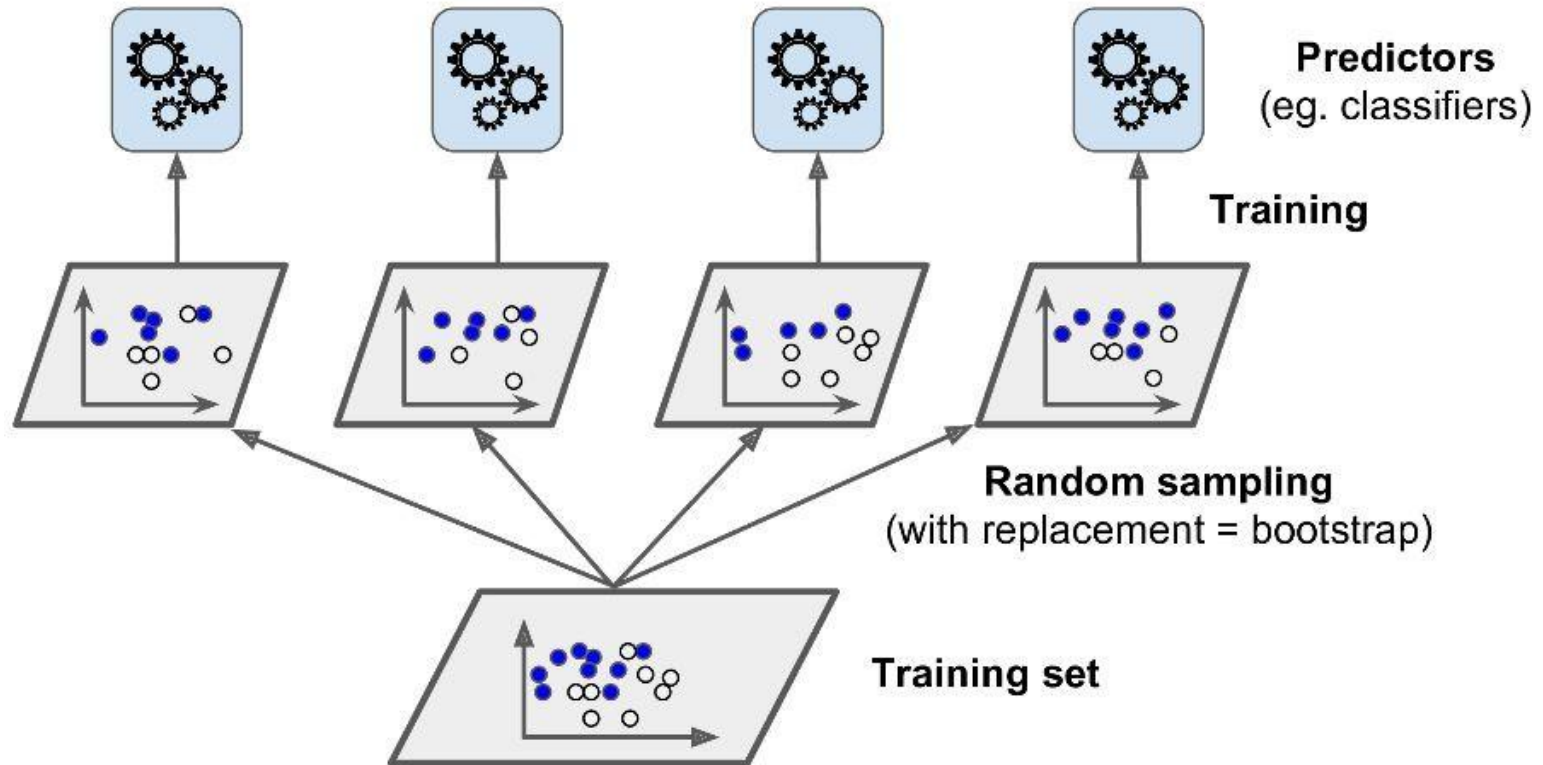 Predictors
(eg. classifiers)
Training
Random sampling
(with replacement = bootstrap)
Training set